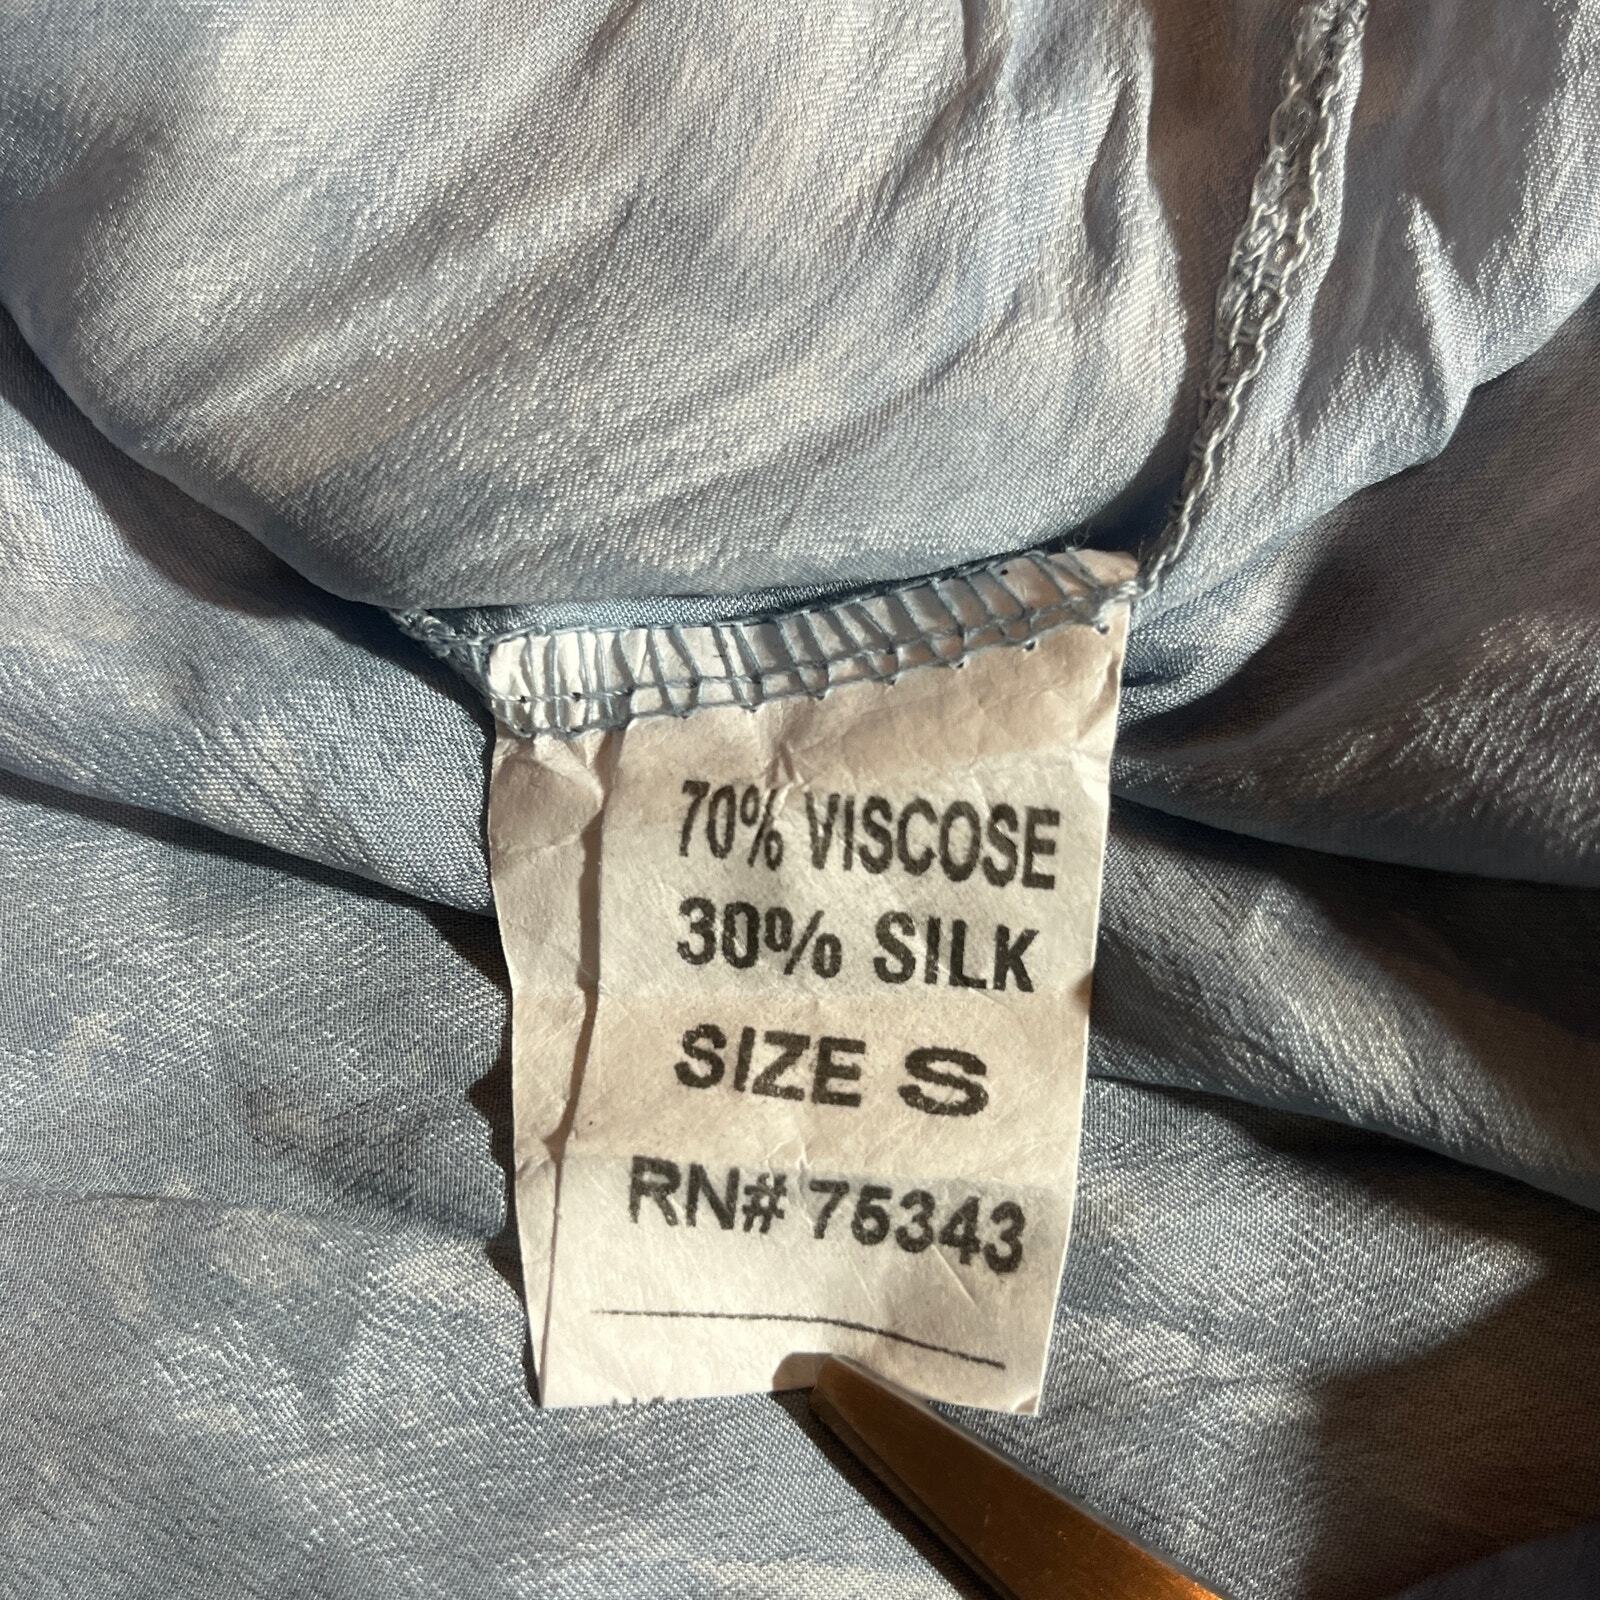 70% VISCOSE
30% SILK
SIZE S
RN# 75343